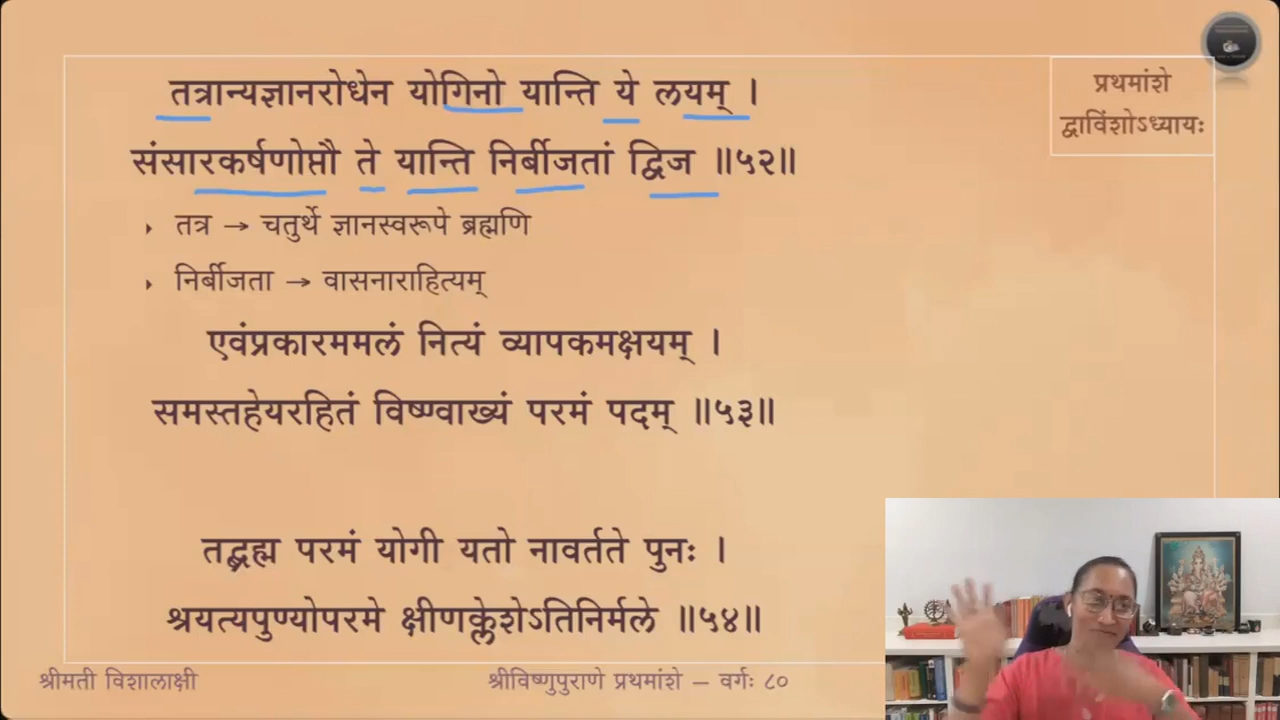 तत्रान्यज्ञानरोधेन योगिनो यान्ति ये लयम् ।
संसारकर्षणोप्तौ ते यान्ति निर्बीजतां द्विज ॥५२॥
तत्र → चतुर्थे ज्ञानस्वरूपे ब्रह्मणि
निर्बीजता → वासनाराहित्यम्
एवंप्रकारममलं नित्यं व्यापकमक्षयम् ।
समस्तहेयरहितं विष्ण्वाख्यं परमं पदम् ॥५३॥
तद्ब्रह्म परमं योगी यतो नावर्तते पुनः ।
श्रयत्यपुण्योपरमे क्षीणक्लेशेऽतिनिर्मले ॥५४॥
प्रथमांशे
द्वाविंशोऽध्यायः
श्रीमती विशालाक्षी
श्रीविष्णुपुराणे प्रथमांशे – वर्गः ८०